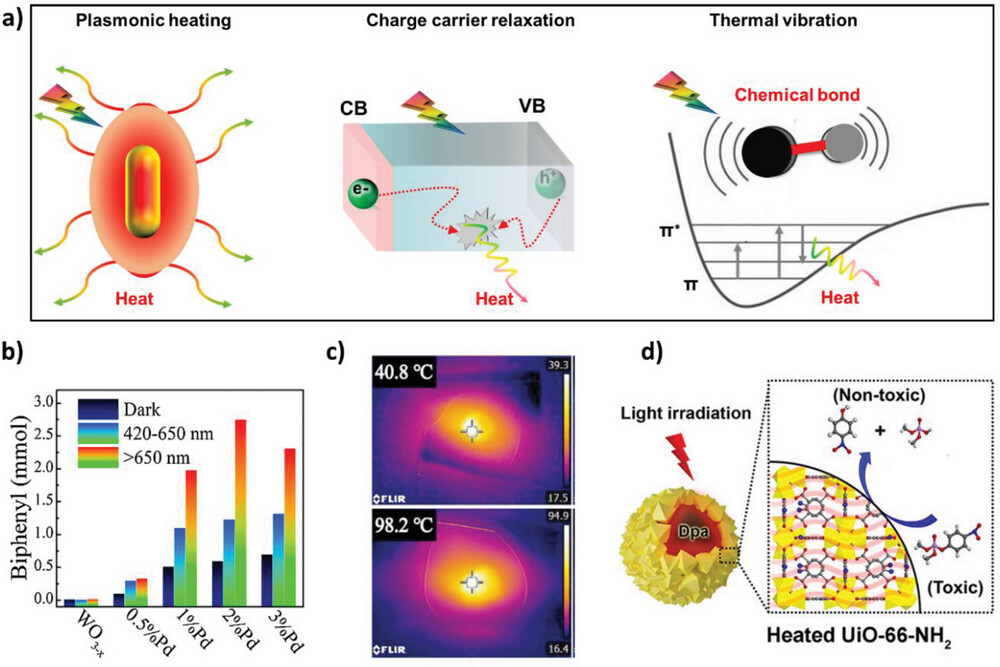 a)
Plasmonic heating
Charge carrier relaxation
Thermal vibration
Heat
CB
VB
e-
h+
Heat
Chemical bond
π*
π
Heat
b)
Biphenyl (mmol)
3.0
2.5
2.0
1.5
1.0
0.5
0.0
Dark
420-650 nm
>650 nm
WO3-x
0.5%Pd
1%Pd
2%Pd
3%Pd
c)
40.8 ℃
39.3
FLIR
17.5
98.2 ℃
94.9
FLIR
16.4
d)
Light irradiation
Dpa
(Non-toxic)
+
(Toxic)
Heated UiO-66-NH2